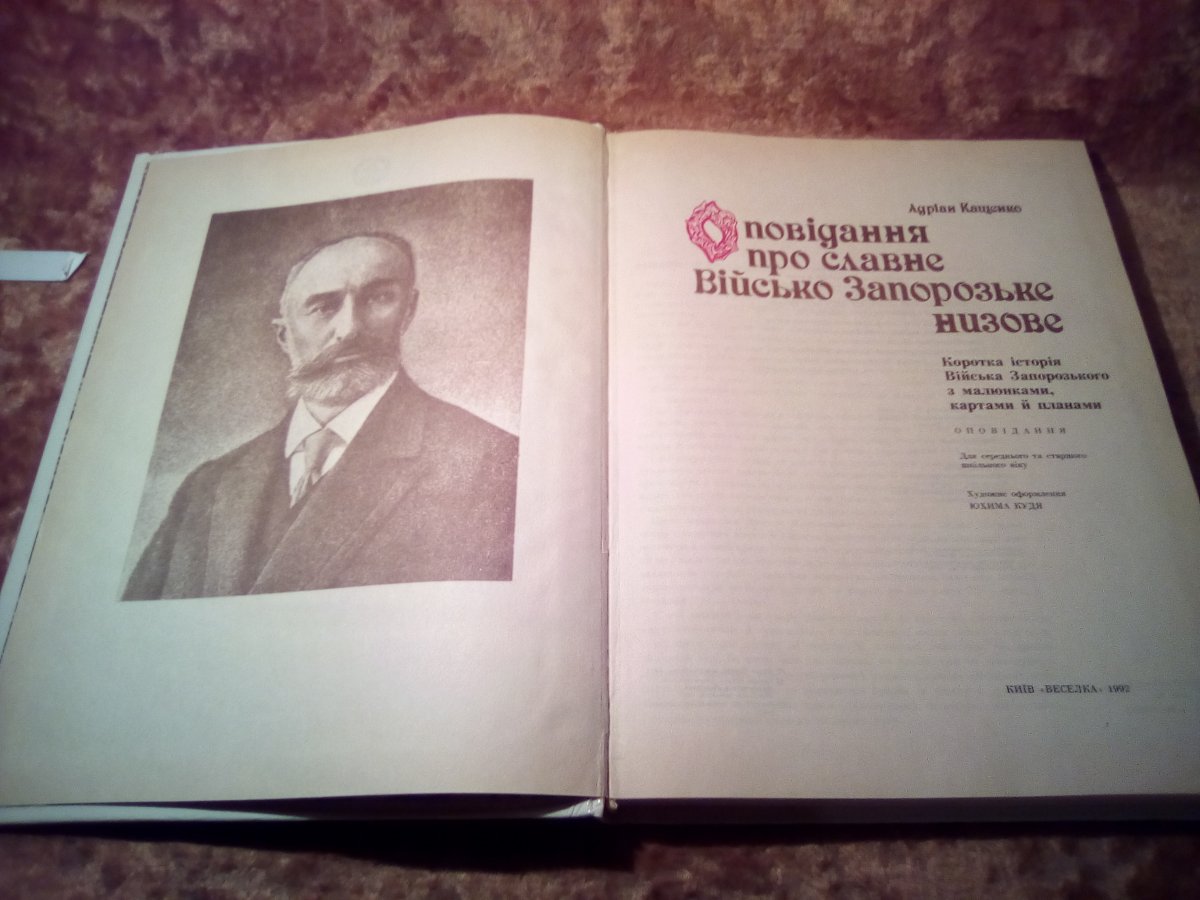 Адріан Кащенко
Оповідання
про славне
Військо Запорозьке
низове
Коротка історія
Війська Запорозького
з малюнками,
картами й планами
ОПОВІДАННЯ
Для середнього та старшого
шкільного віку
Художнє оформлення
ЮХИМА КУДЯ
КИЇВ «ВЕСЕЛКА» 1992